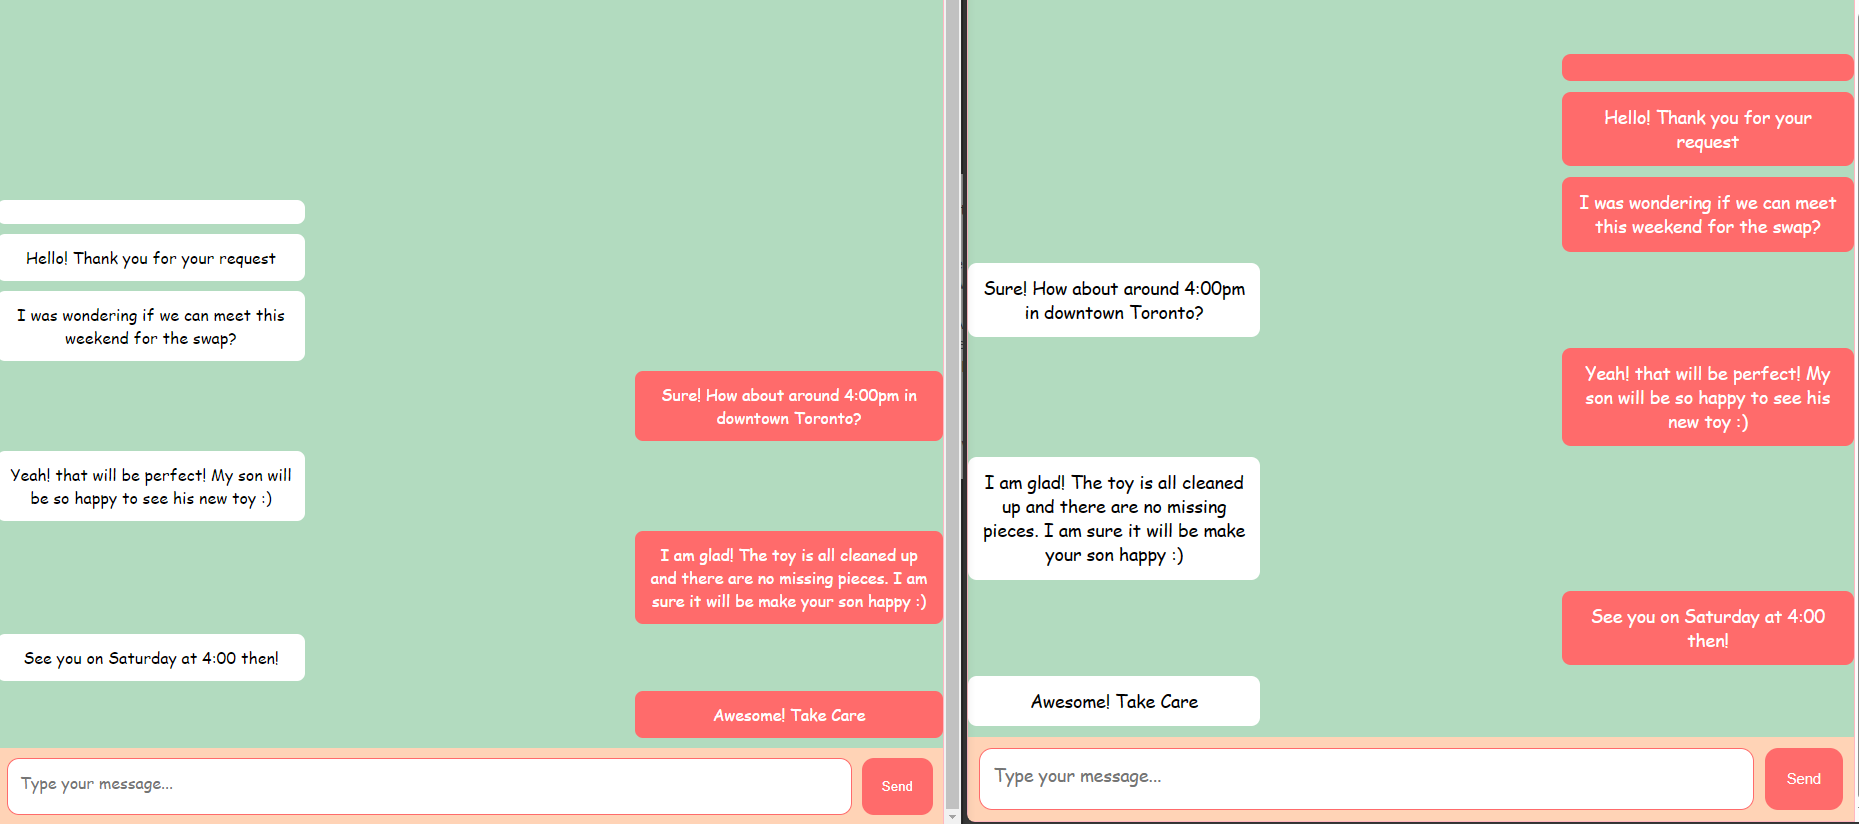 Hello! Thank you for your request
I was wondering if we can meet this
weekend for the swap?
Sure! How about around 4:00pm in
downtown Toronto?
Yeah! that will be perfect! My son will
be so happy to see his new toy :)
I am glad! The toy is all cleaned up
and there are no missing pieces. I am
sure it will be make your son happy :)
See you on Saturday at 4:00 then!
Awesome! Take Care
Type your message...
Send
Hello! Thank you for your
request
I was wondering if we can meet
this weekend for the swap?
Sure! How about around 4:00pm
in downtown Toronto?
Yeah! that will be perfect! My
son will be so happy to see his
new toy :)
I am glad! The toy is all cleaned
up and there are no missing
pieces. I am sure it will be make
your son happy :)
See you on Saturday at 4:00
then!
Awesome! Take Care
Type your message...
Send